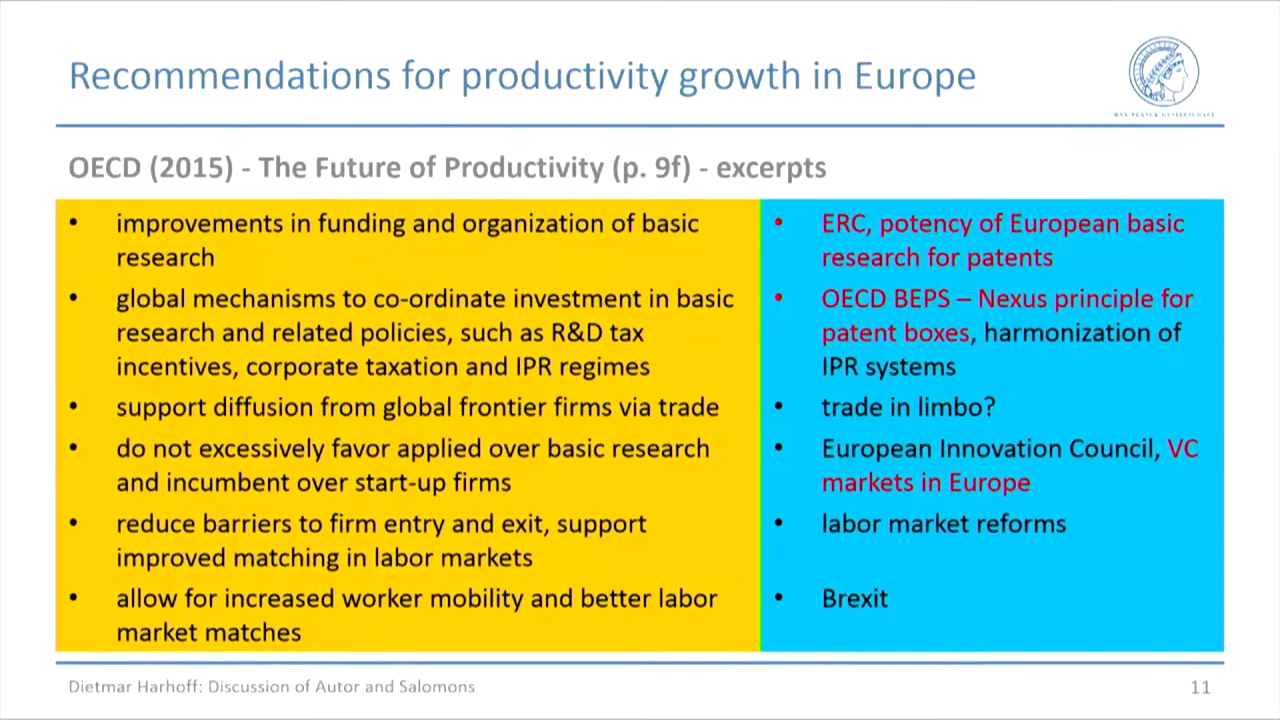 Recommendations for productivity growth in Europe
MAX PLANCK GESELLSCHAFT
OECD (2015) - The Future of Productivity (p. 9f) - excerpts
• improvements in funding and organization of basic
research
• global mechanisms to co-ordinate investment in basic
research and related policies, such as R&D tax
incentives, corporate taxation and IPR regimes
• support diffusion from global frontier firms via trade
• do not excessively favor applied over basic research
and incumbent over start-up firms
• reduce barriers to firm entry and exit, support
improved matching in labor markets
• allow for increased worker mobility and better labor
market matches
• ERC, potency of European basic
research for patents
• OECD BEPS – Nexus principle for
patent boxes, harmonization of
IPR systems
• trade in limbo?
• European Innovation Council, VC
markets in Europe
• labor market reforms
• Brexit
Dietmar Harhoff: Discussion of Autor and Salomons
11